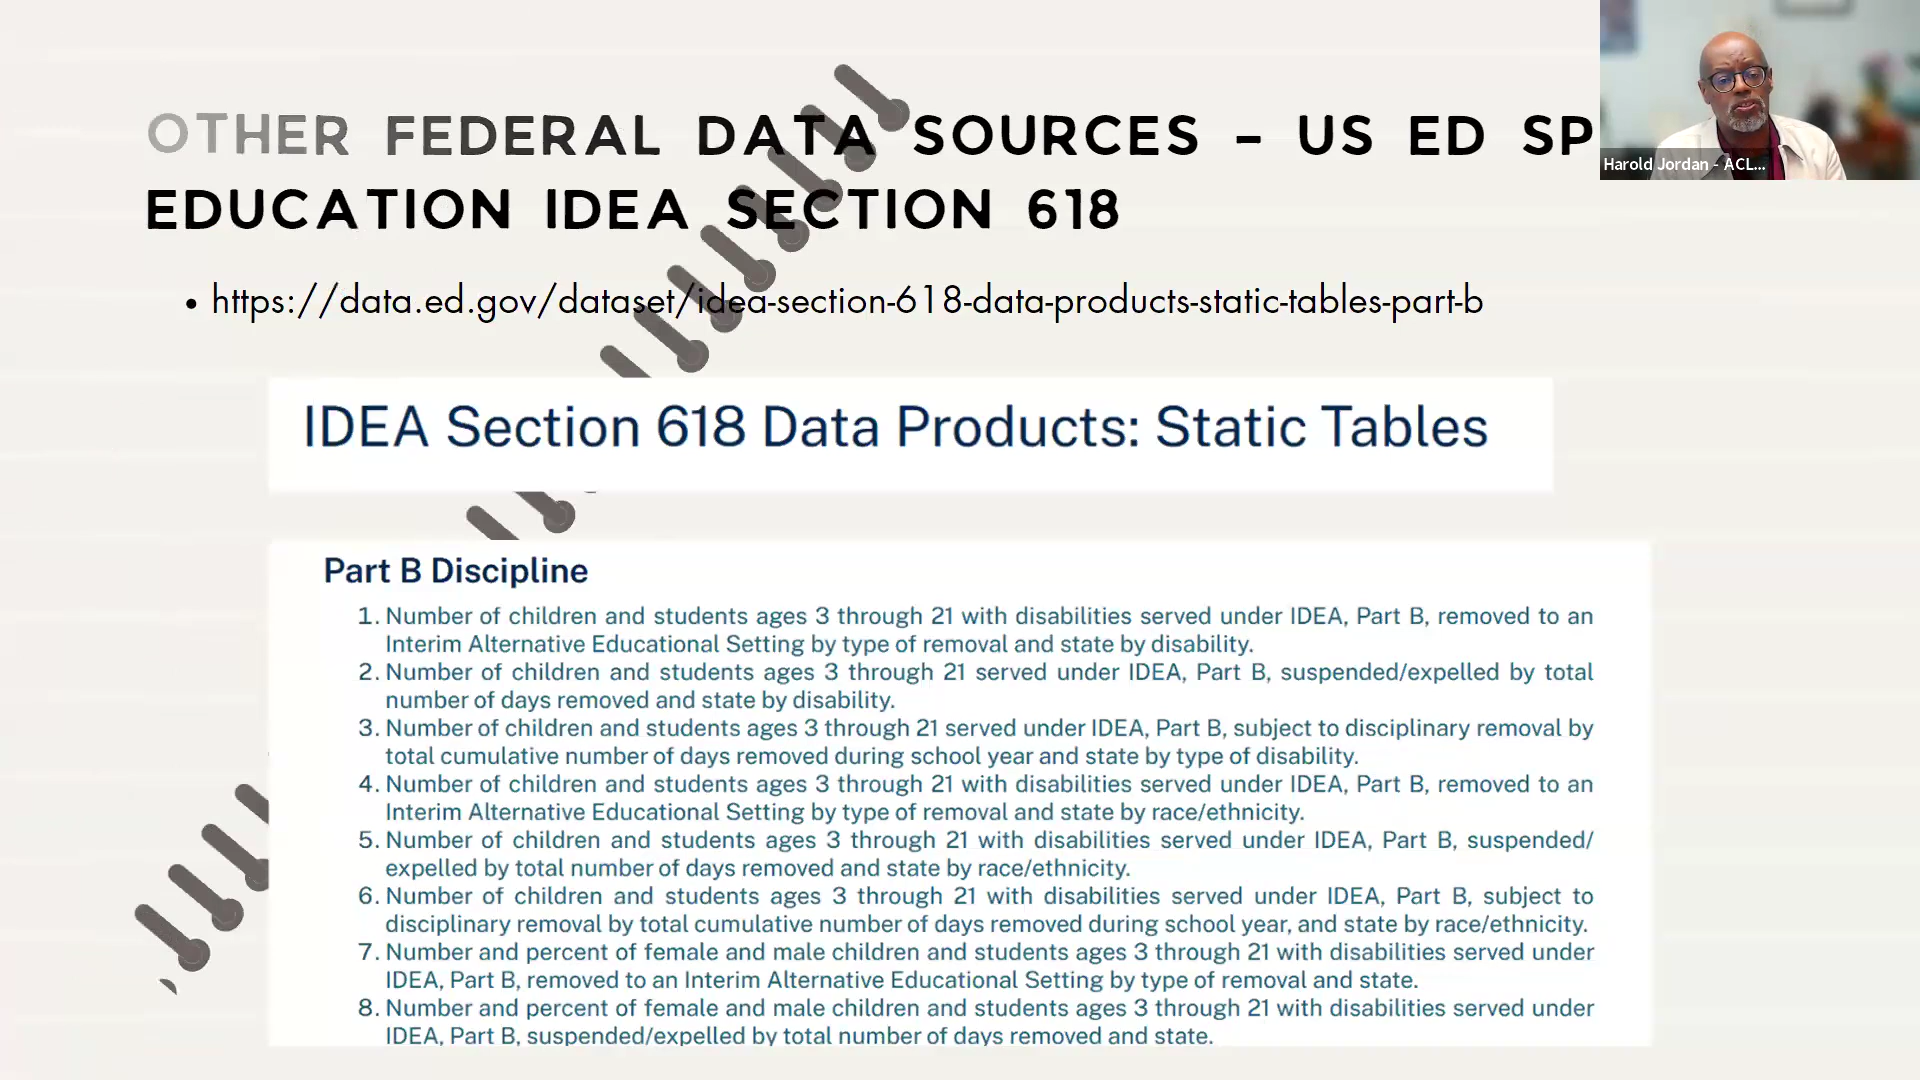 OTHER FEDERAL DATA SOURCES – US ED SP
EDUCATION IDEA SECTION 618
Harold Jordan - ACL...
• https://data.ed.gov/dataset/idea-section-618-data-products-static-tables-part-b
IDEA Section 618 Data Products: Static Tables
Part B Discipline
1. Number of children and students ages 3 through 21 with disabilities served under IDEA, Part B, removed to an
Interim Alternative Educational Setting by type of removal and state by disability.
2. Number of children and students ages 3 through 21 served under IDEA, Part B, suspended/expelled by total
number of days removed and state by disability.
3. Number of children and students ages 3 through 21 served under IDEA, Part B, subject to disciplinary removal by
total cumulative number of days removed during school year and state by type of disability.
4. Number of children and students ages 3 through 21 with disabilities served under IDEA, Part B, removed to an
Interim Alternative Educational Setting by type of removal and state by race/ethnicity.
5. Number of children and students ages 3 through 21 with disabilities served under IDEA, Part B, suspended/
expelled by total number of days removed and state by race/ethnicity.
6. Number of children and students ages 3 through 21 with disabilities served under IDEA, Part B, subject to
disciplinary removal by total cumulative number of days removed during school year, and state by race/ethnicity.
7. Number and percent of female and male children and students ages 3 through 21 with disabilities served under
IDEA, Part B, removed to an Interim Alternative Educational Setting by type of removal and state.
8. Number and percent of female and male children and students ages 3 through 21 with disabilities served under
IDEA, Part B, suspended/expelled by total number of days removed and state.